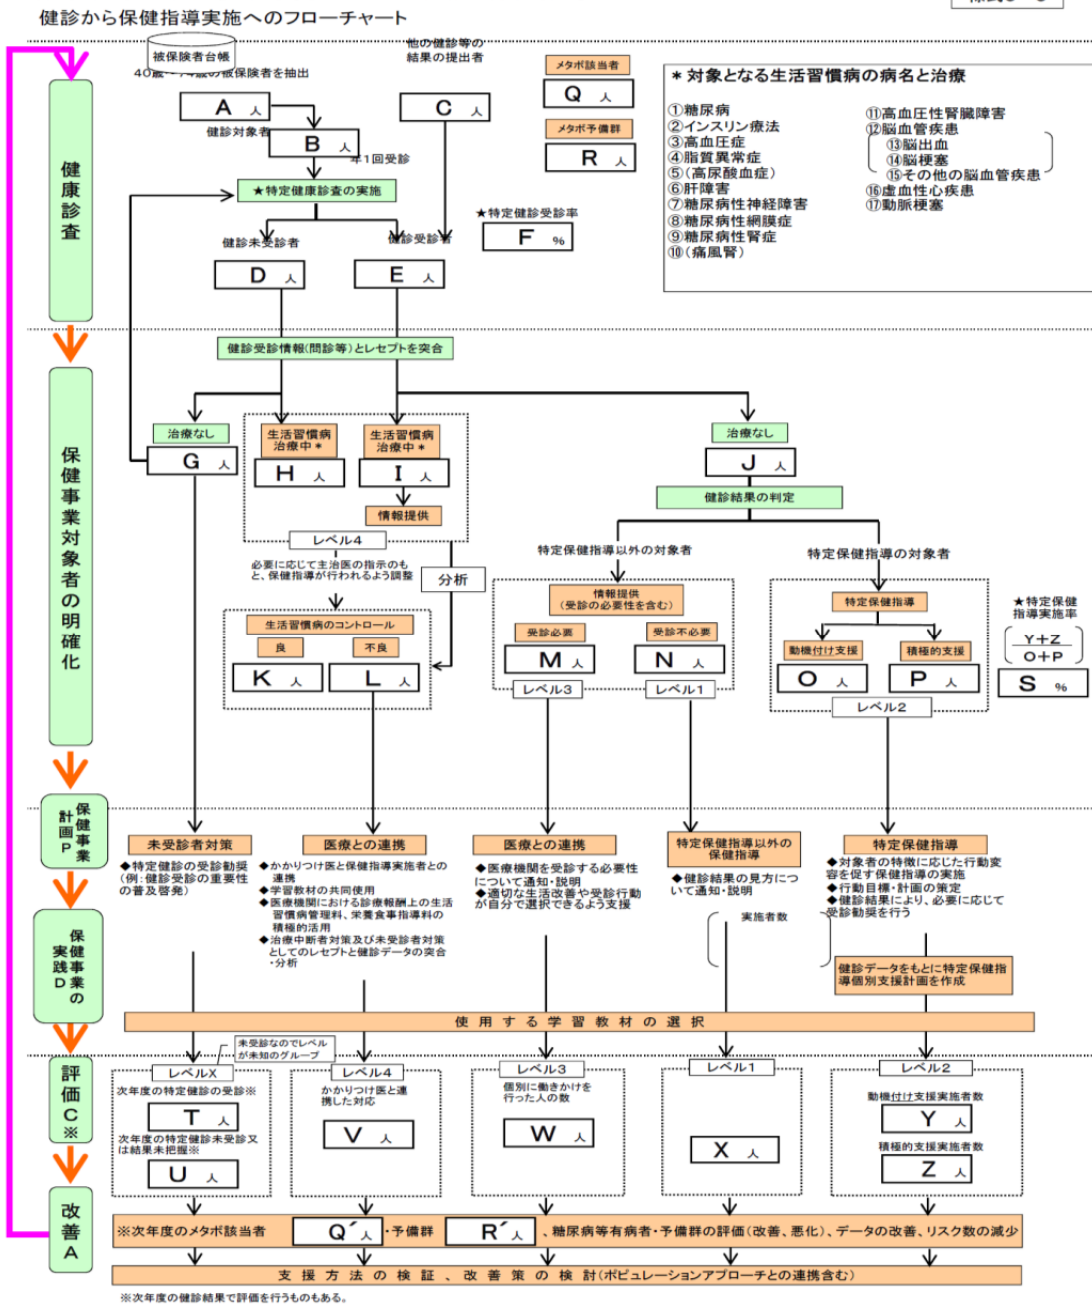 健診から保健指導実施へのフローチャート
被保険者台帳
他の健診等の
結果の提出者
A 人
健診対象者
B 人
年1回受診
C 人
★特定健康診査の実施
健診未受診者
健診受診者
D 人
E 人
メタボ該当者
Q 人
メタボ予備群
R 人
★特定健診受診率
F %
* 対象となる生活習慣病の病名と治療
①糖尿病
②インスリン療法
③高血圧症
④脂質異常症
⑤(高尿酸血症)
⑥肝障害
⑦糖尿病性神経障害
⑧糖尿病性網膜症
⑨糖尿病性腎症
⑩(痛風腎)
⑪高血圧性腎臓障害
⑫脳血管疾患
⑬脳出血
⑭脳梗塞
⑮その他の脳血管疾患
⑯虚血性心疾患
⑰動脈梗塞
健康診査
健診受診情報(問診等)とレセプトを突合
保健事業対象者の明確化
治療なし
G 人
生活習慣病
治療中*
H 人
生活習慣病
治療中*
I 人
情報提供
レベル4
必要に応じて主治医の指示のも
と、保健指導が行われるよう調整
分析
生活習慣病のコントロール
良
不良
K 人
L 人
治療なし
J 人
健診結果の判定
特定保健指導以外の対象者
特定保健指導の対象者
情報提供
(受診の必要性を含む)
受診必要
受診不必要
M 人
N 人
レベル3
レベル1
特定保健指導
動機付け支援
積極的支援
O 人
P 人
レベル2
★特定保健
指導実施率
Y+Z
O+P
S %
保健事業
計画P
未受診者対策
◆特定健診の受診勧奨
(例:健診受診の重要性
の普及啓発)
医療との連携
◆かかりつけ医と保健指導実施者との
連携
◆学習教材の共同使用
◆医療機関における診療報酬上の生活
習慣病管理料、栄養食事指導料の
積極的活用
◆治療中断者対策及び未受診者対策
としてのレセプトと健診データの突合
・分析
医療との連携
◆医療機関を受診する必要性
について通知・説明
◆適切な生活改善や受診行動
が自分で選択できるよう支援
特定保健指導以外の
保健指導
◆健診結果の見方につ
いて通知・説明
実施者数
特定保健指導
◆対象者の特徴に応じた行動変
容を促す保健指導の実施
◆行動目標・計画の策定
◆健診結果により、必要に応じて
受診勧奨を行う
健診データをもとに特定保健指
導個別支援計画を作成
保健事業の
実践D
使用する学習教材の選択
未受診なのでレベル
が未知のグループ
評価C※
レベルX
次年度の特定健診の受診※
T 人
次年度の特定健診未受診又
は結果未把握※
U 人
レベル4
かかりつけ医と連
携した対応
V 人
レベル3
個別に働きかけを
行った人の数
W 人
レベル1
X 人
レベル2
動機付け支援実施者数
Y 人
積極的支援実施者数
Z 人
改善A
※次年度のメタボ該当者 Q´人 ・予備群 R´人 、糖尿病等有病者・予備群の評価(改善、悪化)、データの改善、リスク数の減少
支援方法の検証、改善策の検討(ポピュレーションアプローチとの連携含む)
※次年度の健診結果で評価を行うものもある。